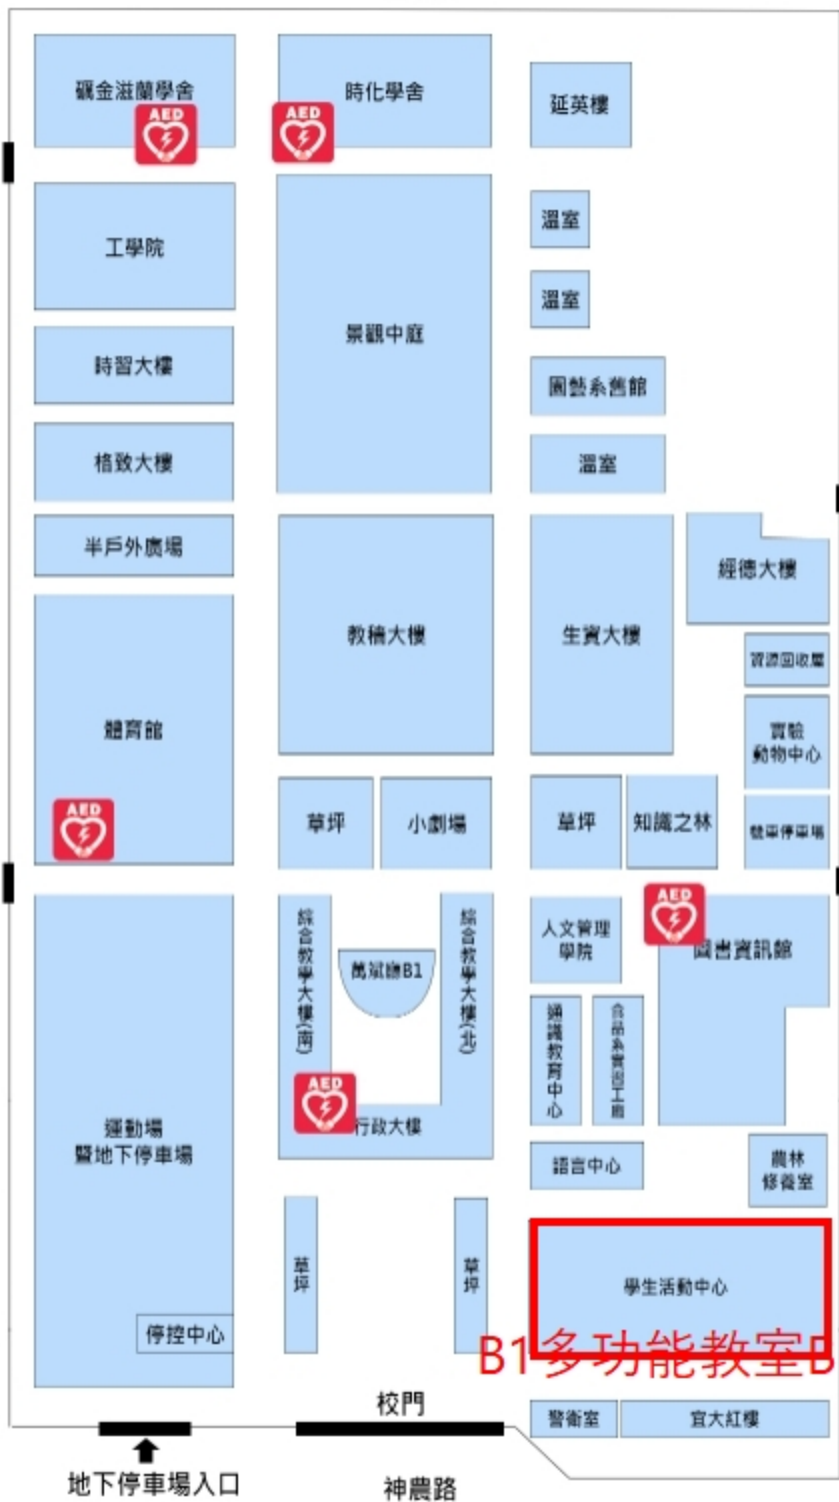 礪金滋蘭學舍
AED
時化學舍
AED
延英樓
工學院
溫室
溫室
時習大樓
景觀中庭
園藝系舊館
格致大樓
溫室
半戶外廣場
經德大樓
教穡大樓
生資大樓
資源回收屋
體育館
實驗
動物中心
AED
草坪
小劇場
草坪
知識之林
機車停車場
AED
綜合教學大樓(南)
萬斌廳B1
綜合教學大樓(北)
人文管理
學院
圖書資訊館
通識教育中心
食品系實習工廠
AED
行政大樓
運動場
暨地下停車場
語言中心
農林
修養室
草坪
草坪
學生活動中心
停控中心
B1多功能教室B
校門
警衛室
宜大紅樓
地下停車場入口
神農路